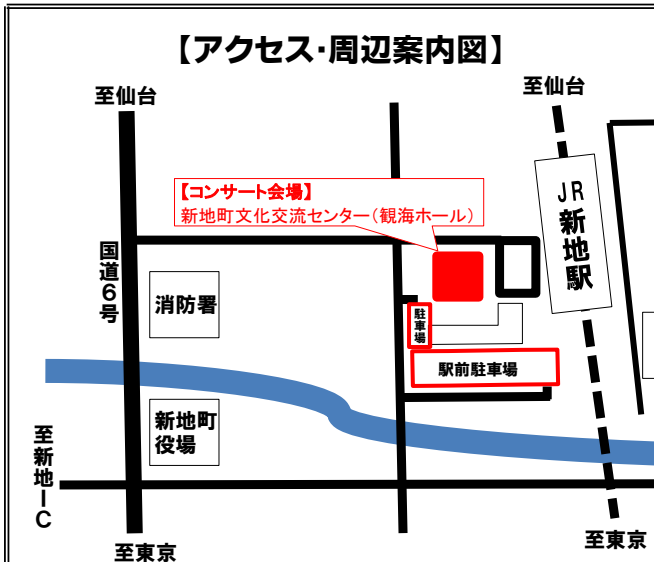 【アクセス・周辺案内図】
至仙台
至仙台
【コンサート会場】
新地町文化交流センター(観海ホール)
JR
新地駅
国道6号
消防署
駐車場
駅前駐車場
新地町
役場
至新地IC
至東京
至東京